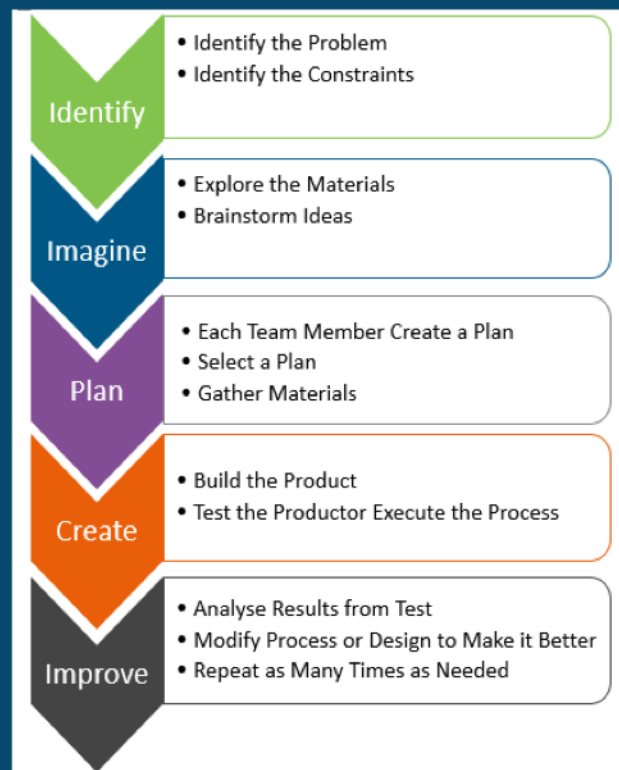 Identify
• Identify the Problem
• Identify the Constraints
Imagine
• Explore the Materials
• Brainstorm Ideas
Plan
• Each Team Member Create a Plan
• Select a Plan
• Gather Materials
Create
• Build the Product
• Test the Productor Execute the Process
Improve
• Analyse Results from Test
• Modify Process or Design to Make it Better
• Repeat as Many Times as Needed